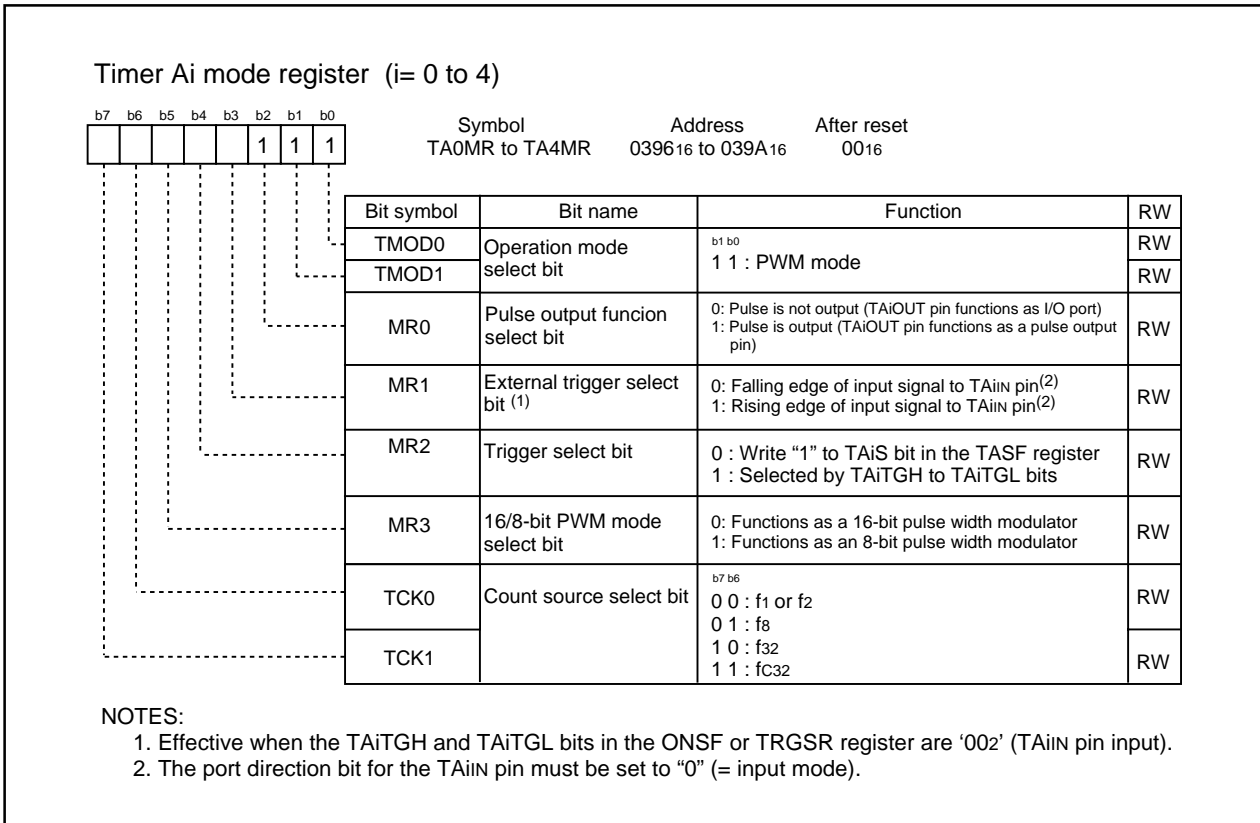 Timer Ai mode register (i= 0 to 4)
b7 b6 b5 b4 b3 b2 b1 b0
1 1 1
Symbol Address After reset
TA0MR to TA4MR 039616 to 039A16 0016
Bit symbol Bit name Function RW
TMOD0 Operation mode select bit b1 b0 RW
TMOD1 1 1 : PWM mode RW
MR0 Pulse output funcion select bit 0: Pulse is not output (TAiOUT pin functions as I/O port)
1: Pulse is output (TAiOUT pin functions as a pulse output
pin) RW
MR1 External trigger select bit (1) 0: Falling edge of input signal to TAiIN pin(2)
1: Rising edge of input signal to TAiIN pin(2) RW
MR2 Trigger select bit 0 : Write “1” to TAiS bit in the TASF register
1 : Selected by TAiTGH to TAiTGL bits RW
MR3 16/8-bit PWM mode select bit 0: Functions as a 16-bit pulse width modulator
1: Functions as an 8-bit pulse width modulator RW
TCK0 Count source select bit b7 b6
0 0 : f1 or f2 RW
0 1 : f8
TCK1 1 0 : f32
1 1 : fC32 RW
NOTES:
1. Effective when the TAiTGH and TAiTGL bits in the ONSF or TRGSR register are ‘002’ (TAiIN pin input).
2. The port direction bit for the TAiIN pin must be set to “0” (= input mode).